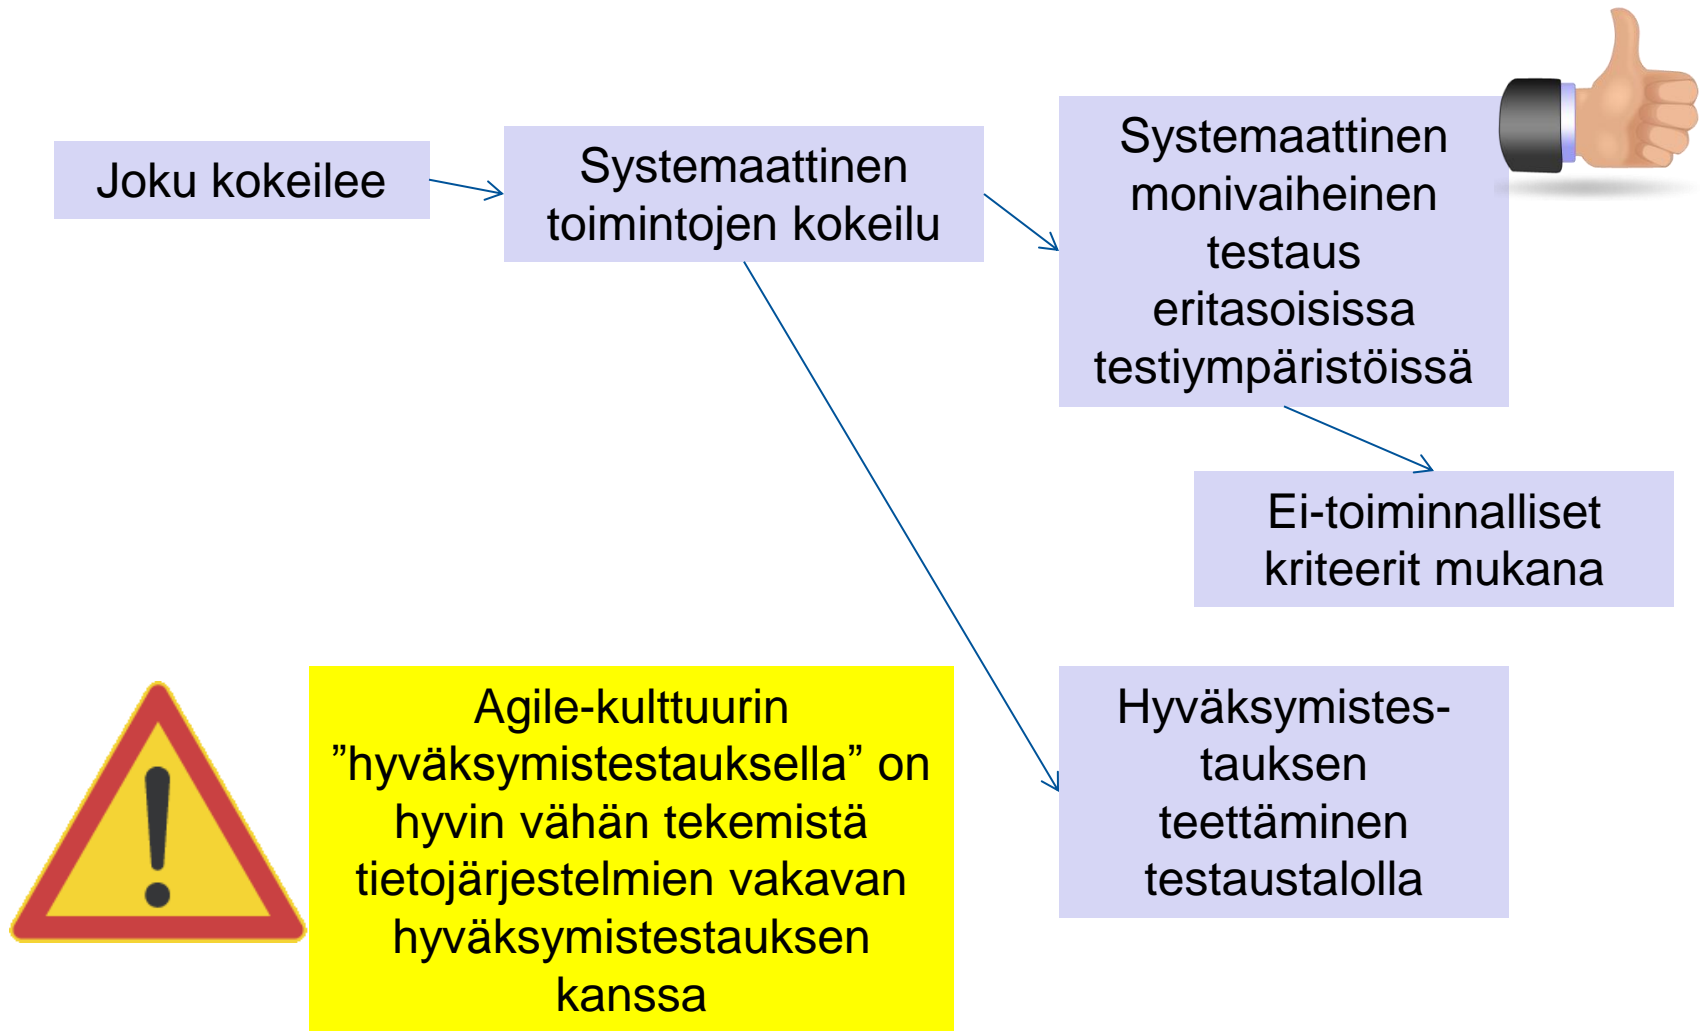 Joku kokeilee
Systemaattinen
toimintojen kokeilu
Systemaattinen
monivaiheinen
testaus
eritasoisissa
testiympäristöissä
Ei-toiminnalliset
kriteerit mukana
Agile-kulttuurin
”hyväksymistestauksella” on
hyvin vähän tekemistä
tietojärjestelmien vakavan
hyväksymistestauksen
kanssa
Hyväksymistes-
tauksen
teettäminen
testaustalolla